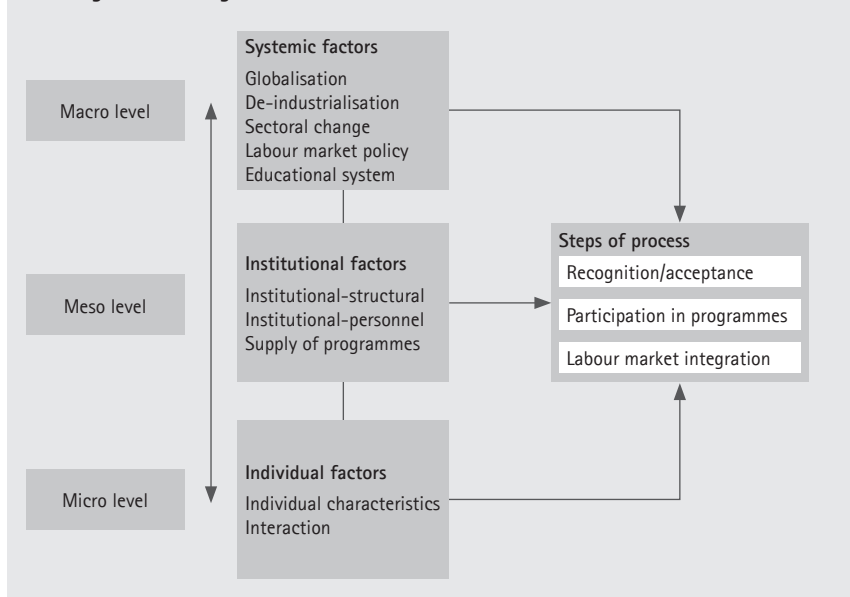 Systemic factors
Globalisation
De-industrialisation
Sectoral change
Labour market policy
Educational system
Macro level
Institutional factors
Institutional-structural
Institutional-personnel
Supply of programmes
Meso level
Steps of process
Recognition/acceptance
Participation in programmes
Labour market integration
Individual factors
Individual characteristics
Interaction
Micro level